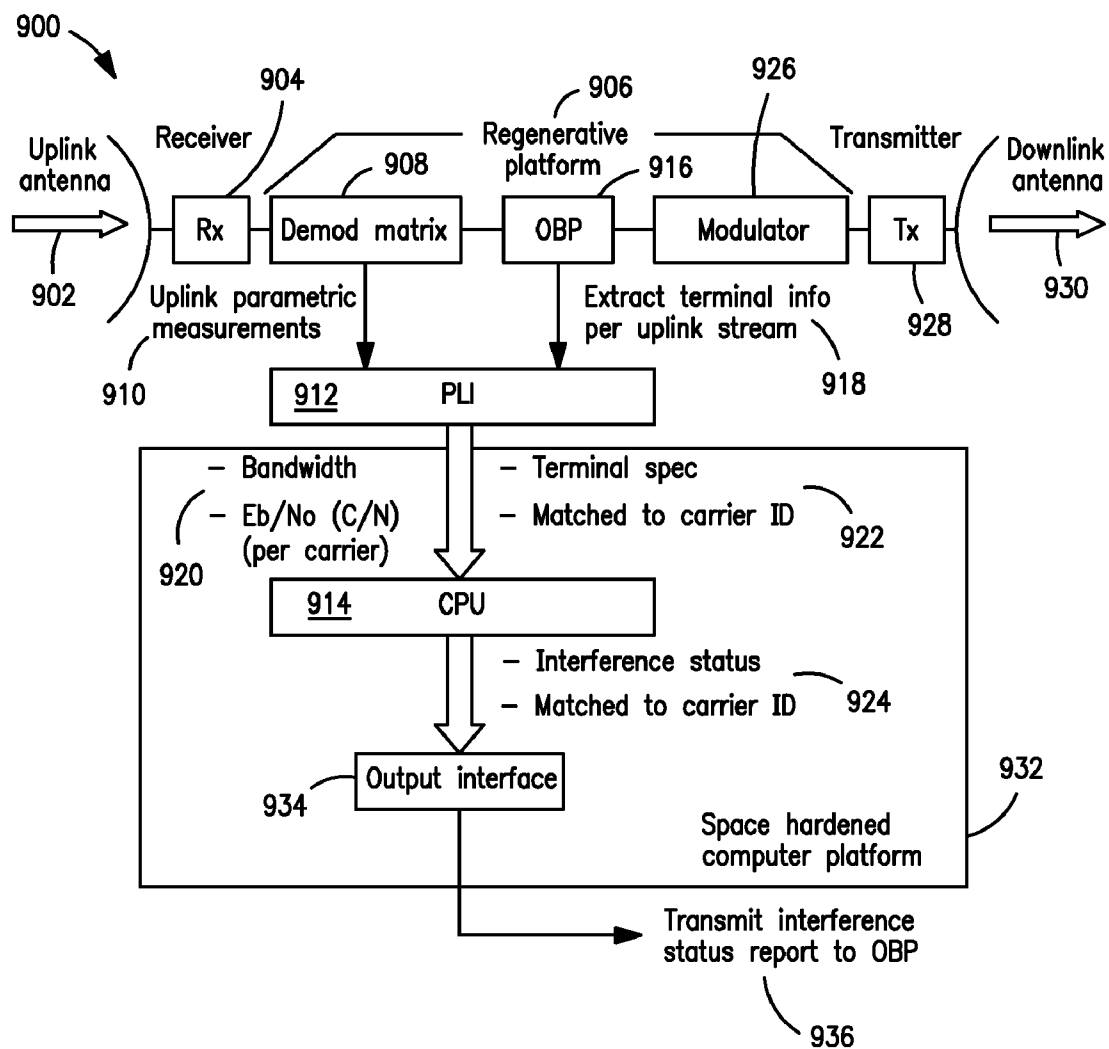 900
904
906
926
Receiver
Regenerative
platform
Transmitter
Uplink
antenna
908
916
Downlink
antenna
Rx
Demod matrix
OBP
Modulator
Tx
902
930
Uplink parametric
measurements
Extract terminal info
per uplink stream
928
910
918
912 PLI
- Bandwidth
- Eb/No (C/N)
(per carrier)
920
- Terminal spec
- Matched to carrier ID
922
914 CPU
- Interference status
- Matched to carrier ID
924
Output interface
934
932
Space hardened
computer platform
Transmit interference
status report to OBP
936